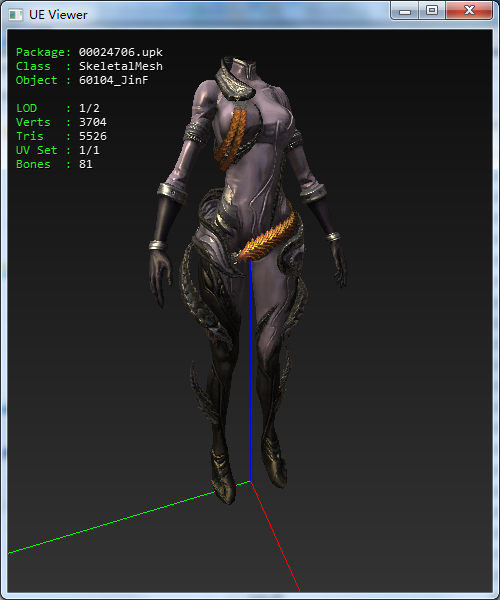 UE Viewer
Package: 00024706.upk
Class : SkeletalMesh
Object : 60104_JinF
LOD : 1/2
Verts : 3704
Tris : 5526
UV Set : 1/1
Bones : 81